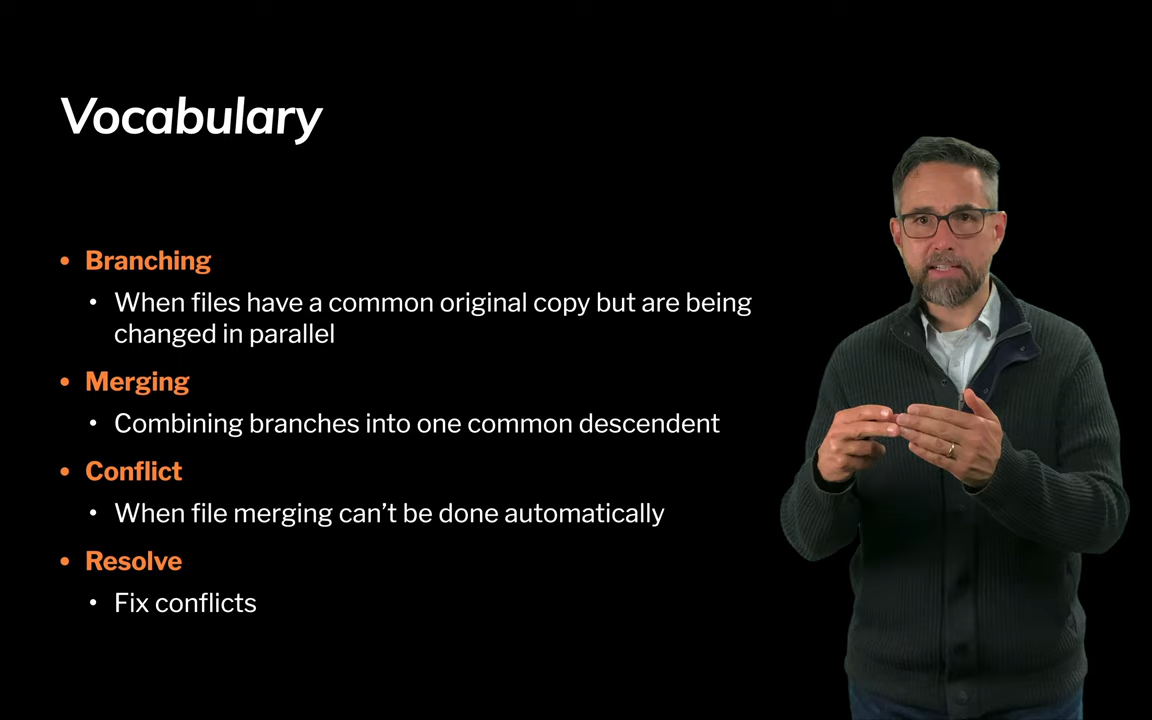 Vocabulary
• Branching
• When files have a common original copy but are being
changed in parallel
• Merging
• Combining branches into one common descendent
• Conflict
• When file merging can’t be done automatically
• Resolve
• Fix conflicts